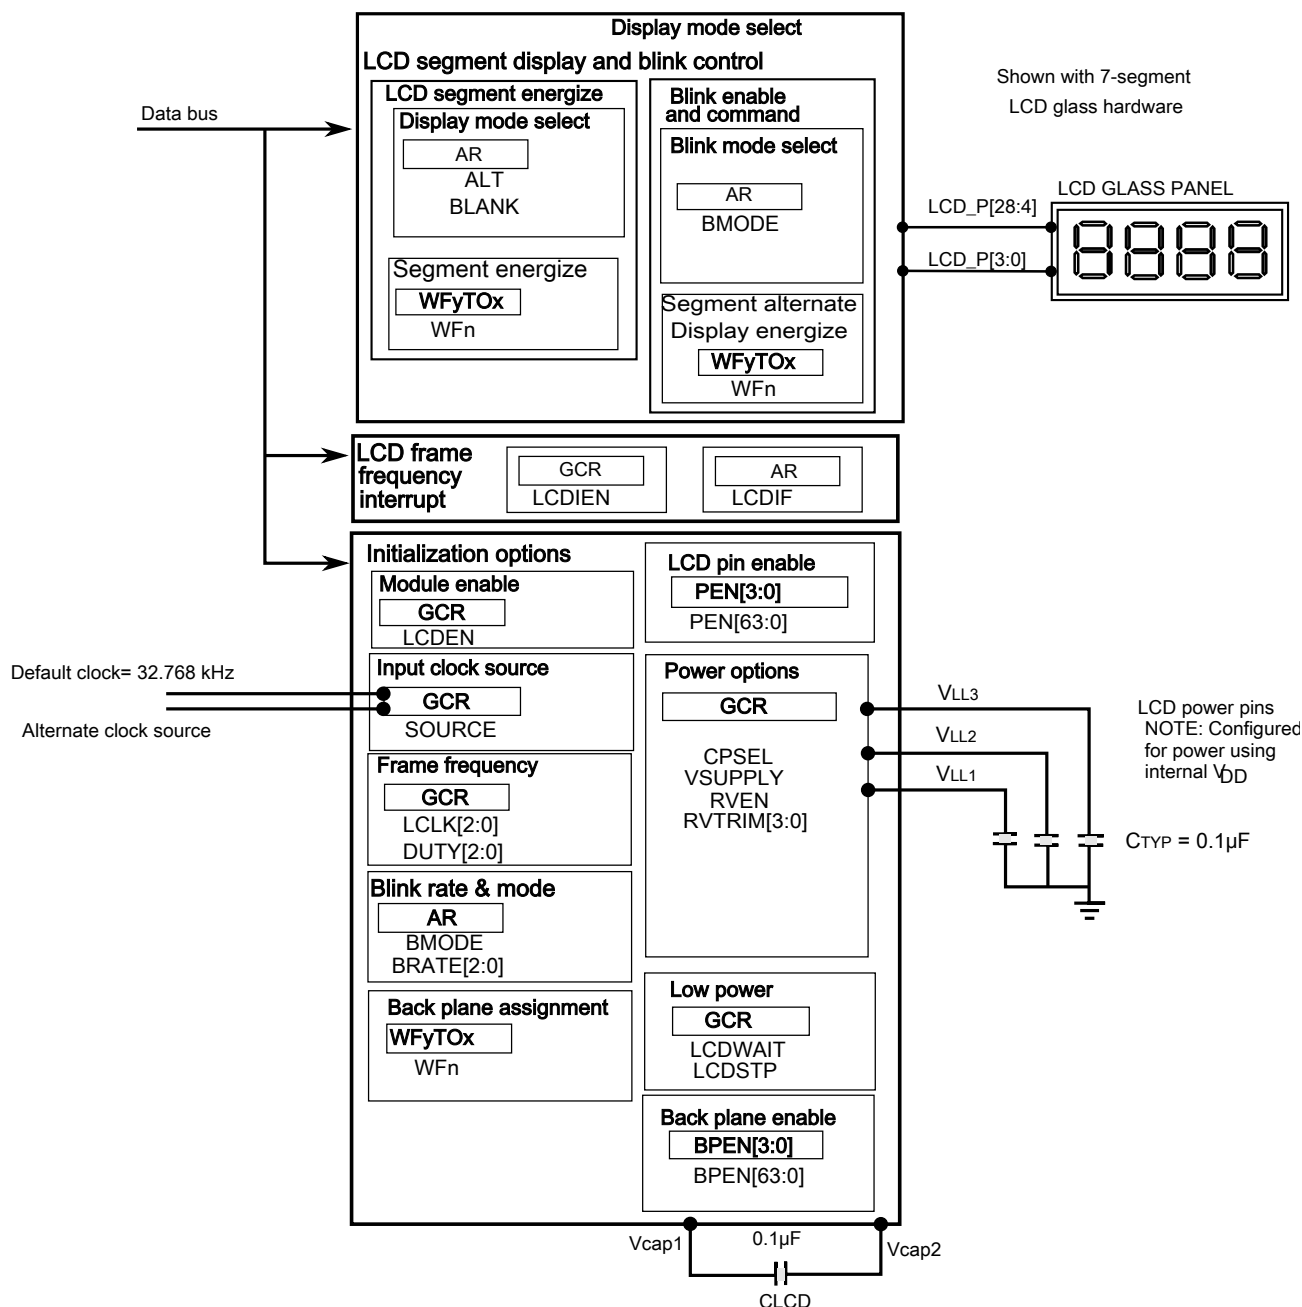 Display mode select
LCD segment display and blink control
LCD segment energize
Display mode select
AR
ALT
BLANK
Segment energize
WFyTOx
WFn
Blink enable
and command
Blink mode select
AR
BMODE
Segment alternate
Display energize
WFyTOx
WFn
Data bus
Shown with 7-segment
LCD glass hardware
LCD GLASS PANEL
LCD_P[28:4]
LCD_P[3:0]
LCD frame
frequency
interrupt
GCR
LCDIEN
AR
LCDIF
Initialization options
Module enable
GCR
LCDEN
Input clock source
GCR
SOURCE
Default clock= 32.768 kHz
Alternate clock source
Frame frequency
GCR
LCLK[2:0]
DUTY[2:0]
Blink rate & mode
AR
BMODE
BRATE[2:0]
Back plane assignment
WFyTOx
WFn
LCD pin enable
PEN[3:0]
PEN[63:0]
Power options
GCR
CPSEL
VSUPPLY
RVEN
RVTRIM[3:0]
VLL3
VLL2
VLL1
LCD power pins
NOTE: Configured
for power using
internal VDD
CTYP = 0.1µF
Low power
GCR
LCDWAIT
LCDSTP
Back plane enable
BPEN[3:0]
BPEN[63:0]
Vcap1
0.1µF
Vcap2
CLCD